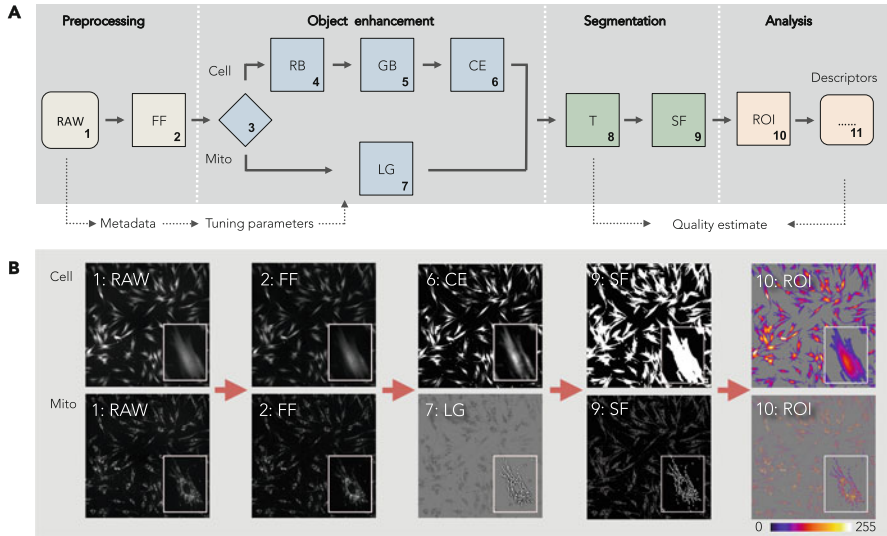 A
Preprocessing
Object enhancement
Segmentation
Analysis
Cell
RB
4
GB
5
CE
6
Descriptors
RAW
1
FF
2
3
T
8
SF
9
ROI
10
......
11
Mito
LG
7
Metadata
Tuning parameters
Quality estimate
B
Cell
1: RAW
2: FF
6: CE
9: SF
10: ROI
Mito
1: RAW
2: FF
7: LG
9: SF
10: ROI
0
255